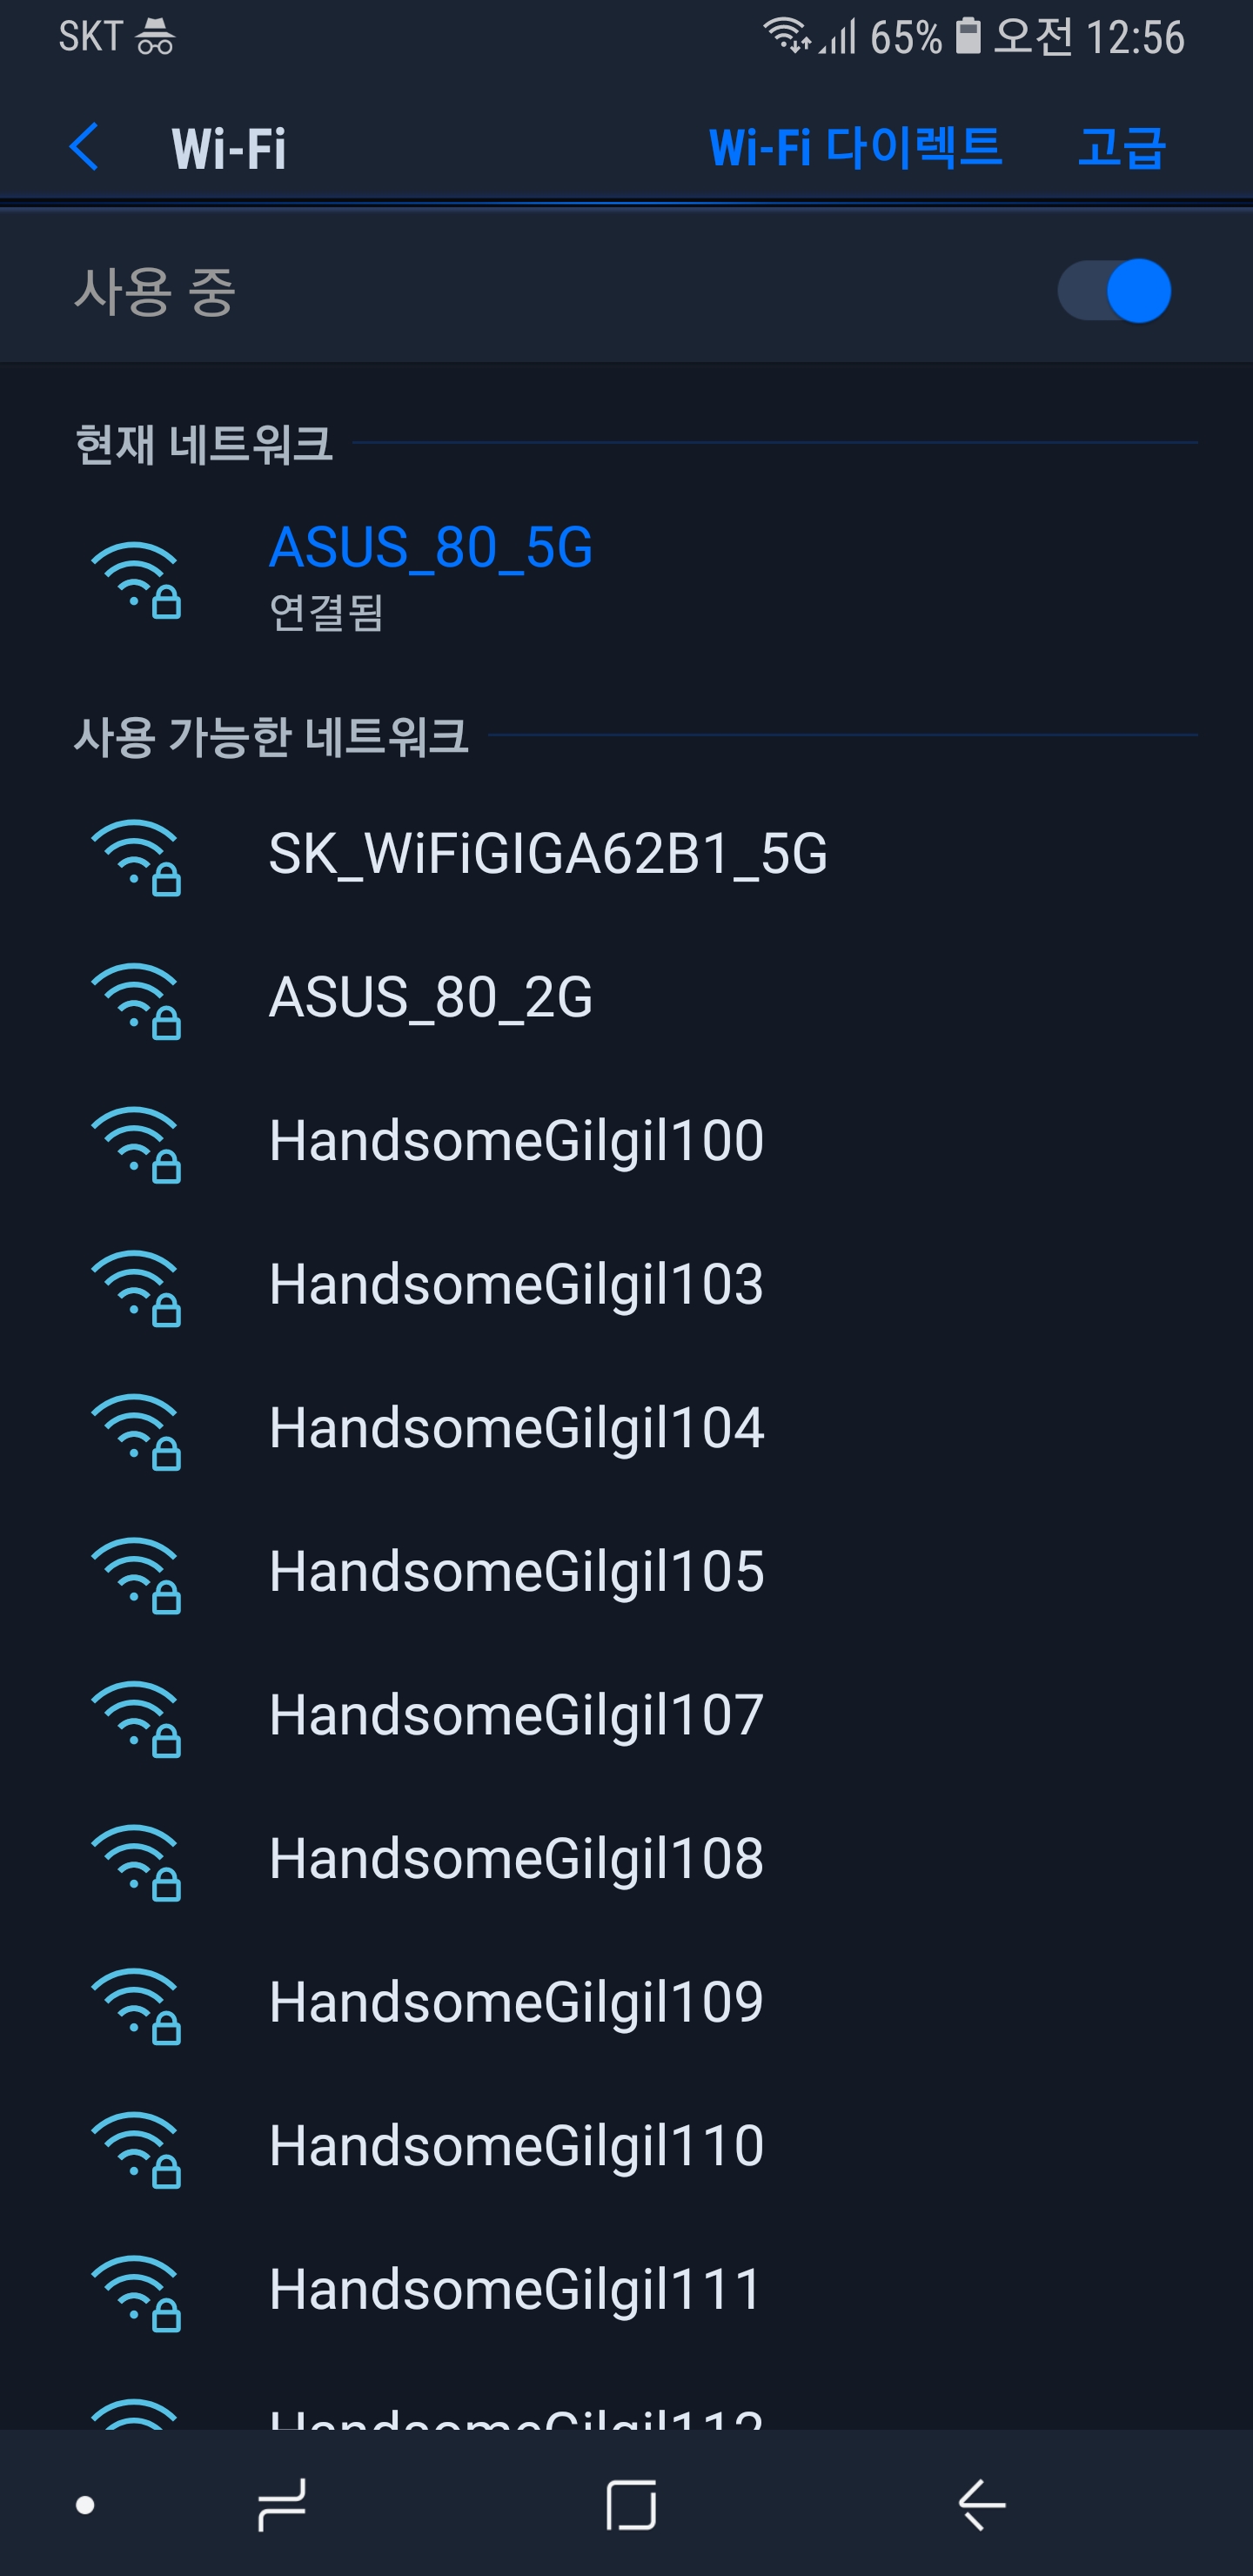 SKT 65% 오전 12:56
Wi-Fi Wi-Fi 다이렉트 고급
사용 중
현재 네트워크
ASUS_80_5G
연결됨
사용 가능한 네트워크
SK_WiFiGIGA62B1_5G
ASUS_80_2G
HandsomeGilgil100
HandsomeGilgil103
HandsomeGilgil104
HandsomeGilgil105
HandsomeGilgil107
HandsomeGilgil108
HandsomeGilgil109
HandsomeGilgil110
HandsomeGilgil111